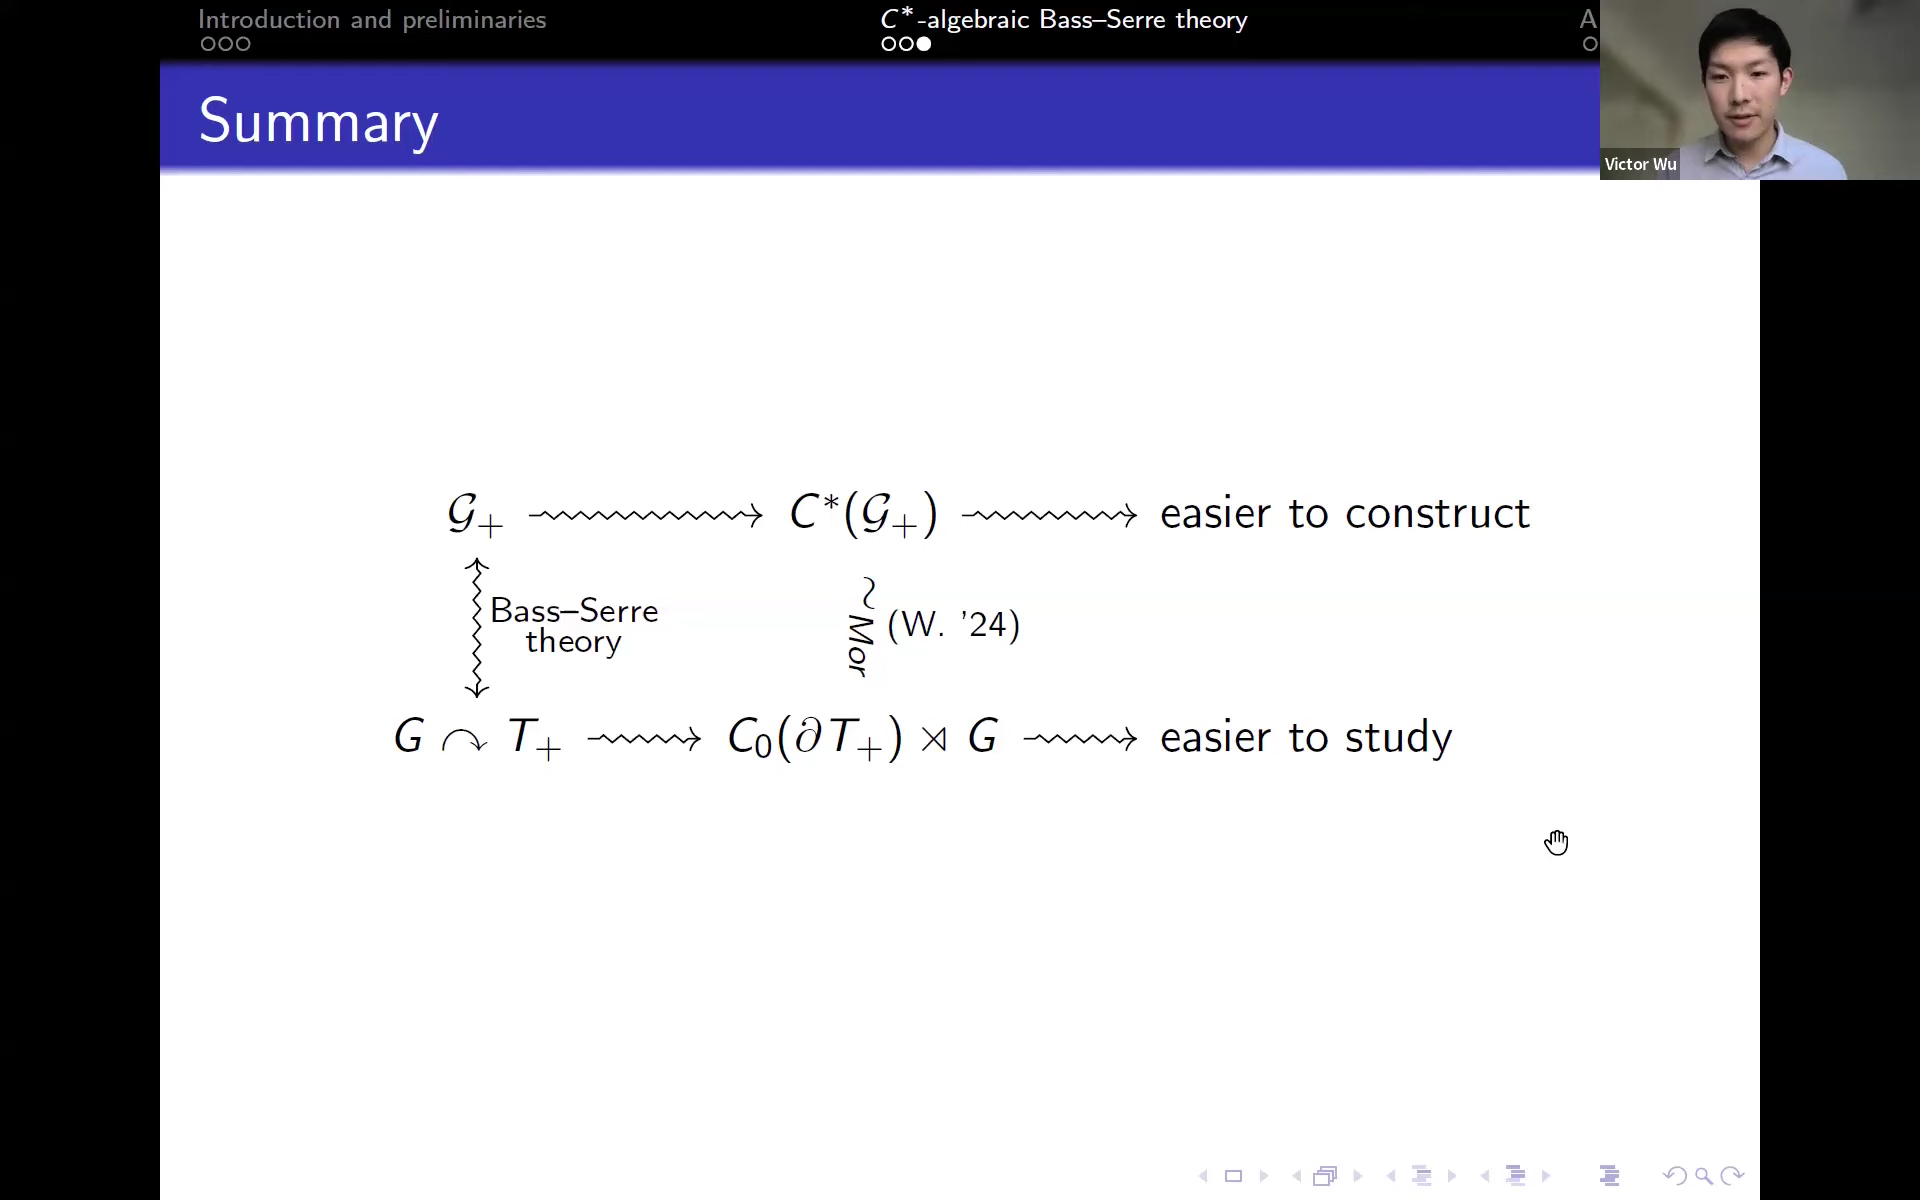 Introduction and preliminaries
C*-algebraic Bass–Serre theory
A
Summary
Victor Wu
𝒢₊ ⇝ C*(𝒢₊) ⇝ easier to construct
Bass–Serre
theory
~Mor (W. ’24)
G ↷ T₊ ⇝ C₀(∂T₊) ⋊ G ⇝ easier to study